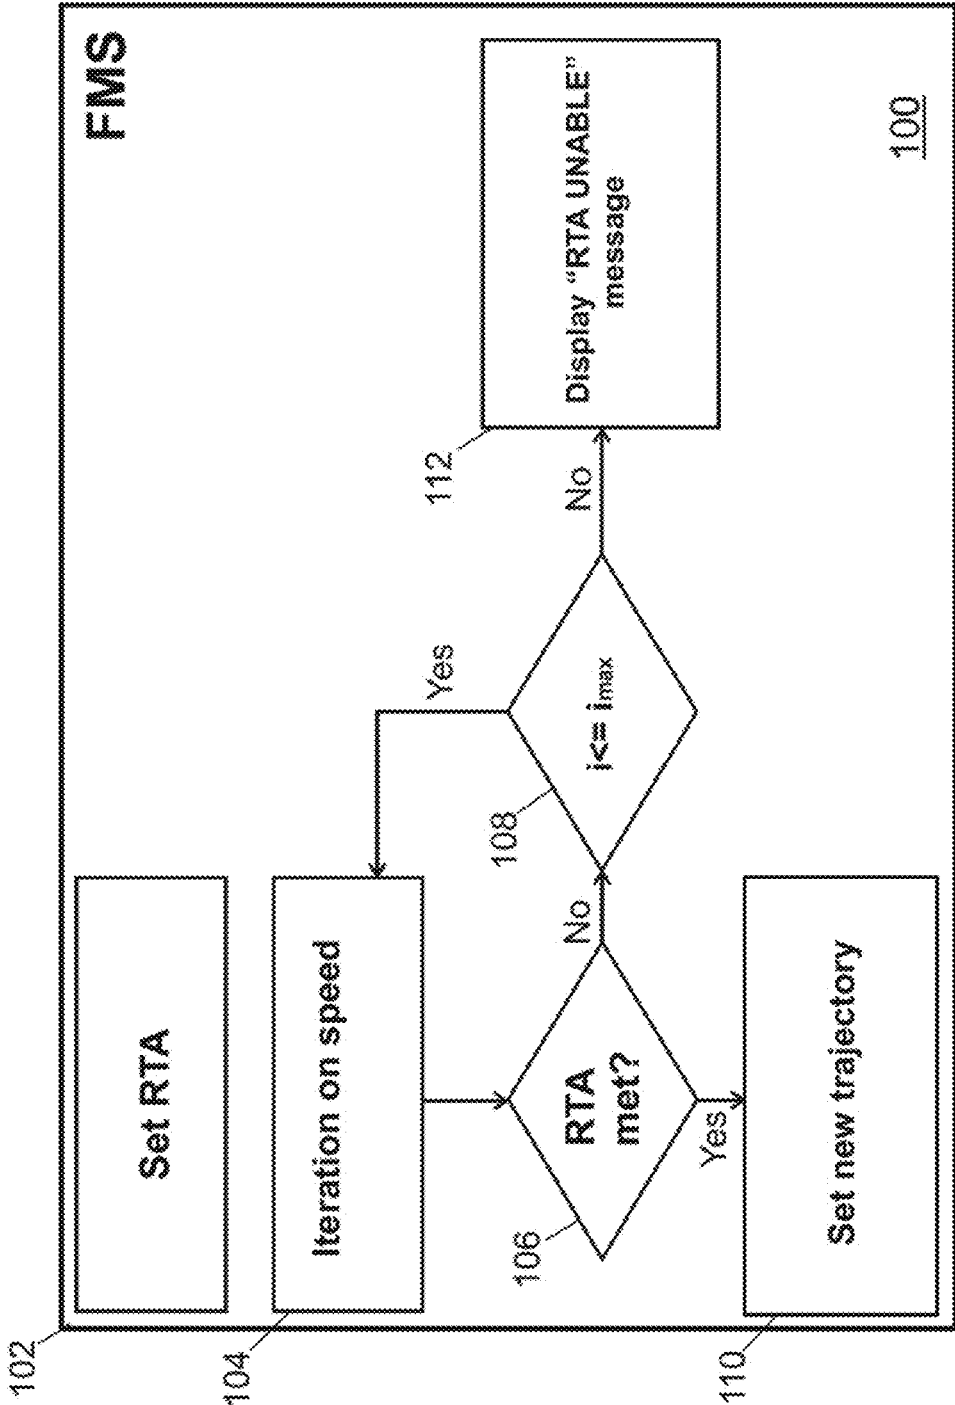 FMS
102
Set RTA
104
Iteration on speed
106
RTA
met?
No
Yes
108
i<= imax
Yes
No
110
Set new trajectory
112
Display "RTA UNABLE"
message
100